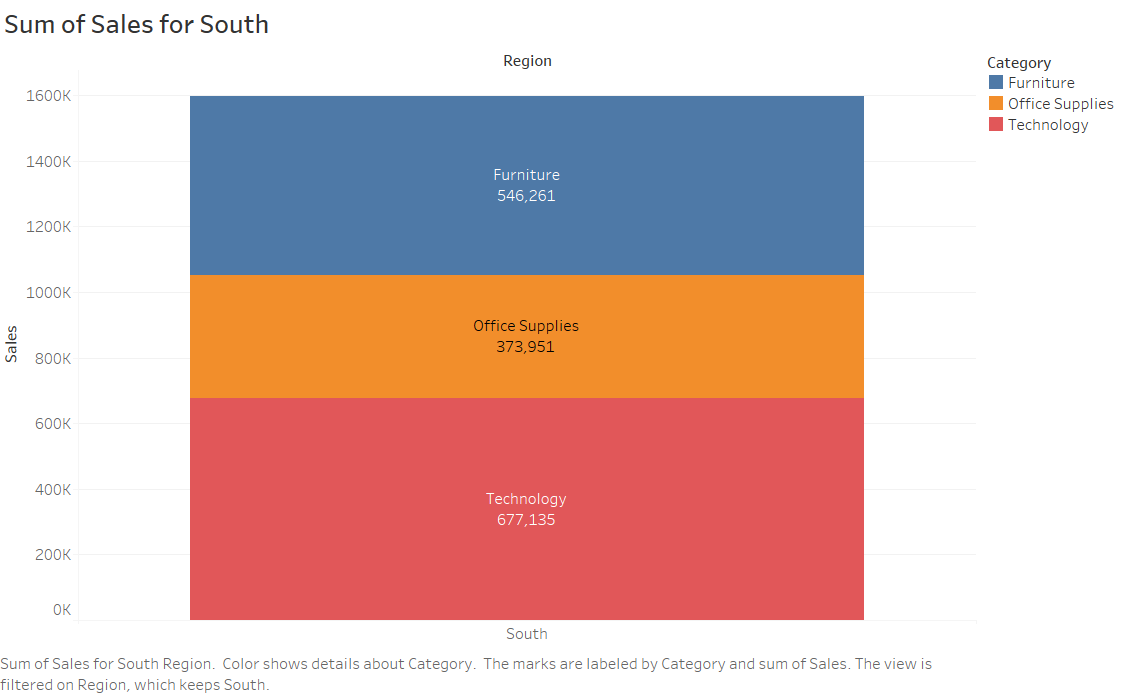 Sum of Sales for South
Region
Category
Furniture
Office Supplies
Technology
1600K
1400K
1200K
1000K
800K
600K
400K
200K
0K
Sales
Furniture
546,261
Office Supplies
373,951
Technology
677,135
South
Sum of Sales for South Region.  Color shows details about Category.  The marks are labeled by Category and sum of Sales. The view is
filtered on Region, which keeps South.